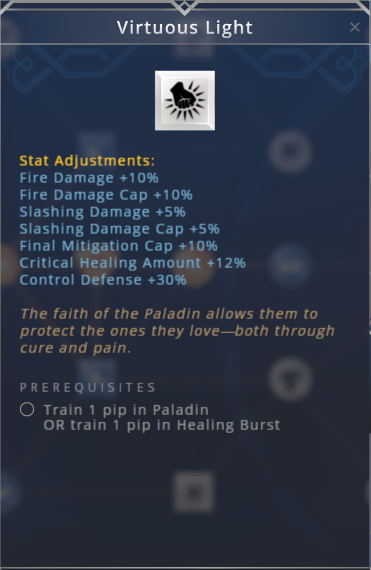 Virtuous Light
Stat Adjustments:
Fire Damage +10%
Fire Damage Cap +10%
Slashing Damage +5%
Slashing Damage Cap +5%
Final Mitigation Cap +10%
Critical Healing Amount +12%
Control Defense +30%
The faith of the Paladin allows them to
protect the ones they love—both through
cure and pain.
PREREQUISITES
Train 1 pip in Paladin
OR train 1 pip in Healing Burst